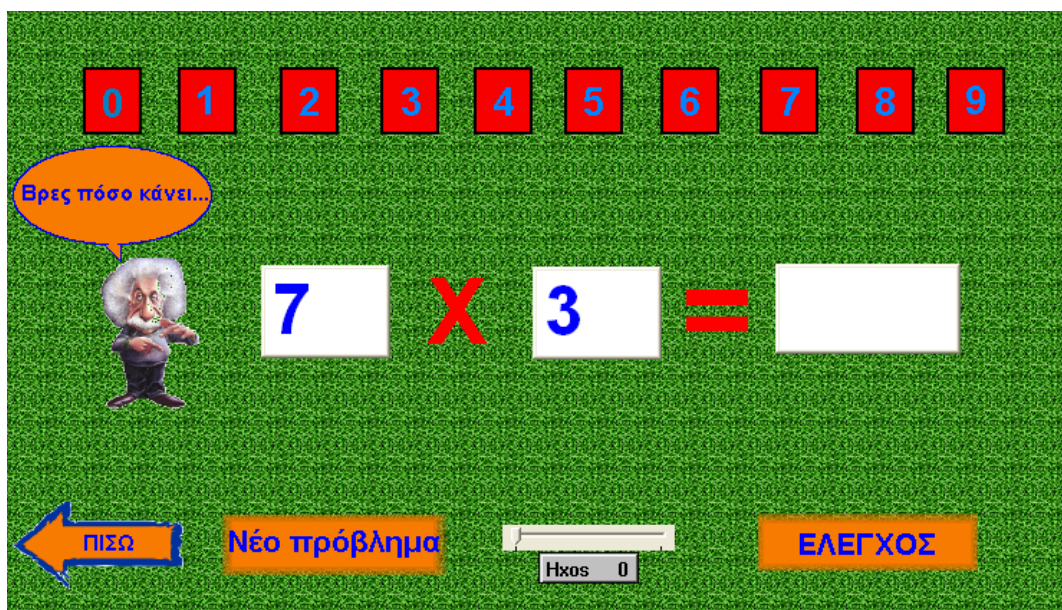 0 1 2 3 4 5 6 7 8 9
Βρες πόσο κάνει...
7 X 3 =
ΠΙΣΩ
Νέο πρόβλημα
Hxos 0
ΕΛΕΓΧΟΣ